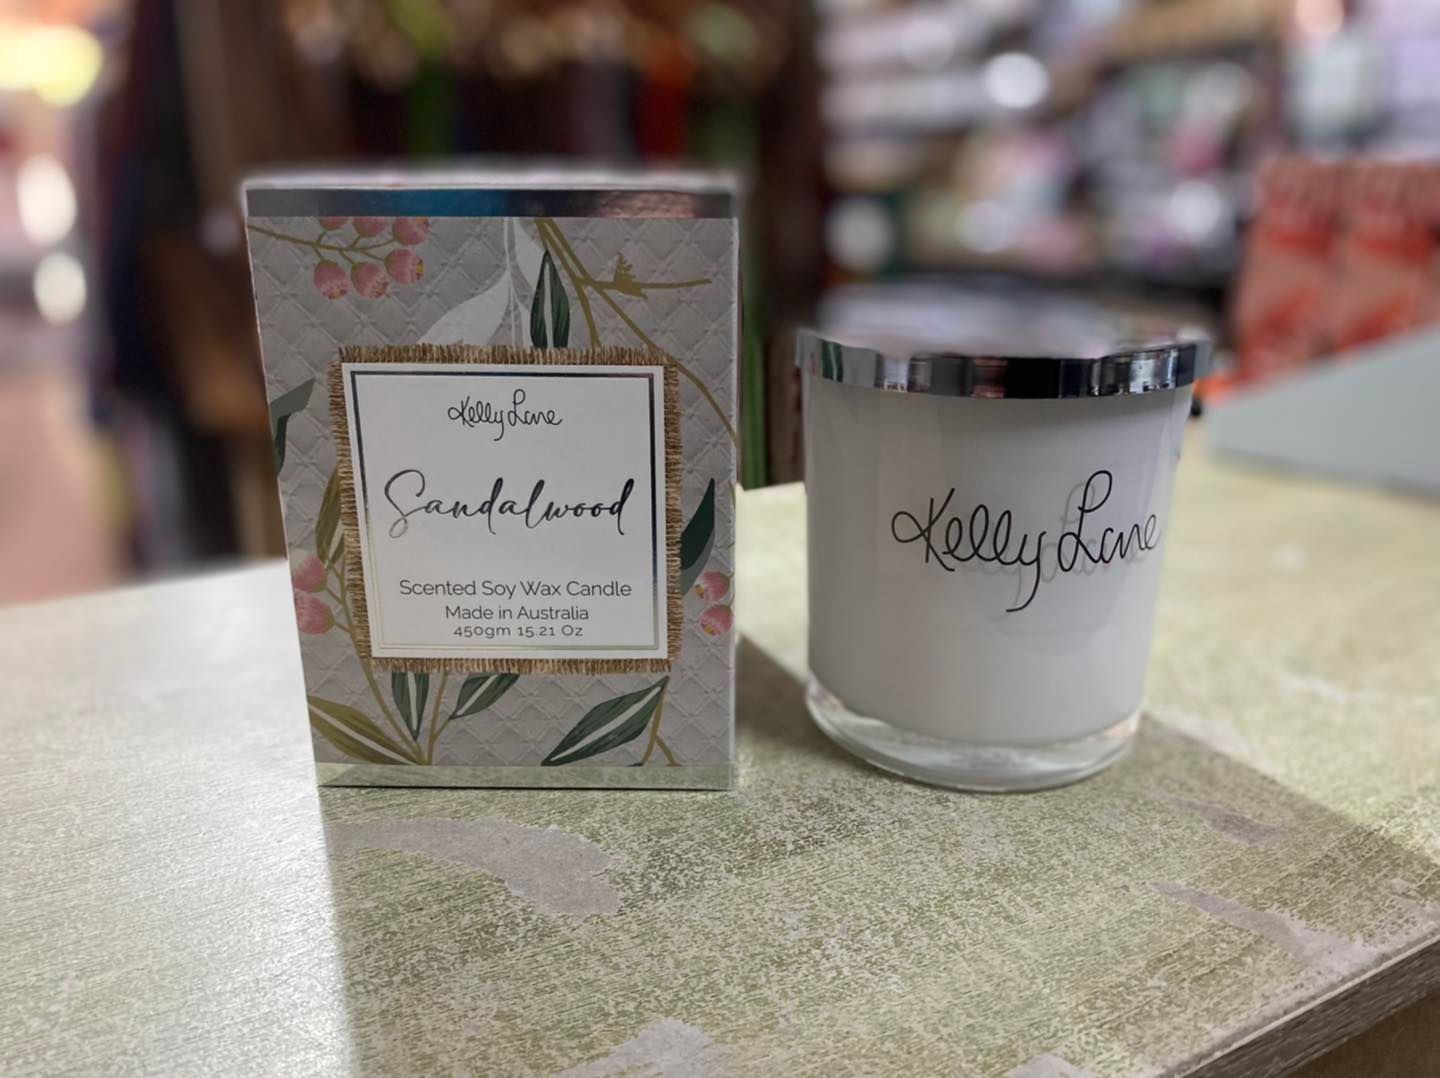 Kelly Lane
Sandalwood
Scented Soy Wax Candle
Made in Australia
450gm 15.21 Oz
Kelly Lane